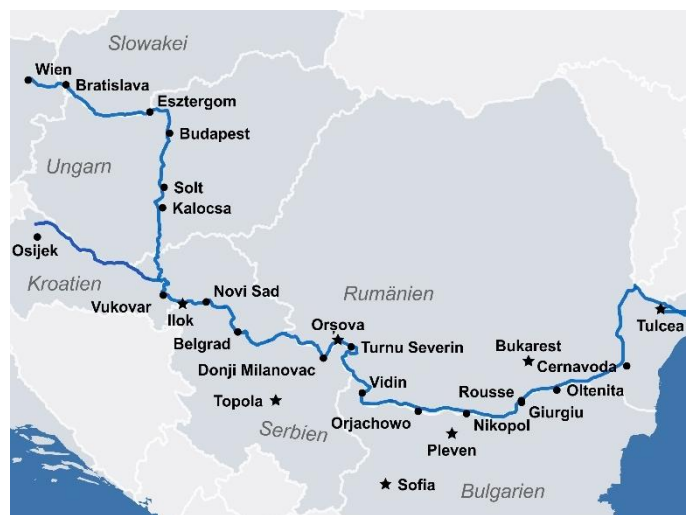 Slowakei
Wien
Bratislava
Esztergom
Budapest
Ungarn
Solt
Kalocsa
Osijek
Kroatien
Vukovar
Ilok
Novi Sad
Belgrad
Rumänien
Orșova
Turnu Severin
Bukarest
Tulcea
Donji Milanovac
Cernavoda
Topola
Vidin
Rousse
Oltenita
Giurgiu
Orjachowo
Nikopol
Serbien
Pleven
Sofia
Bulgarien